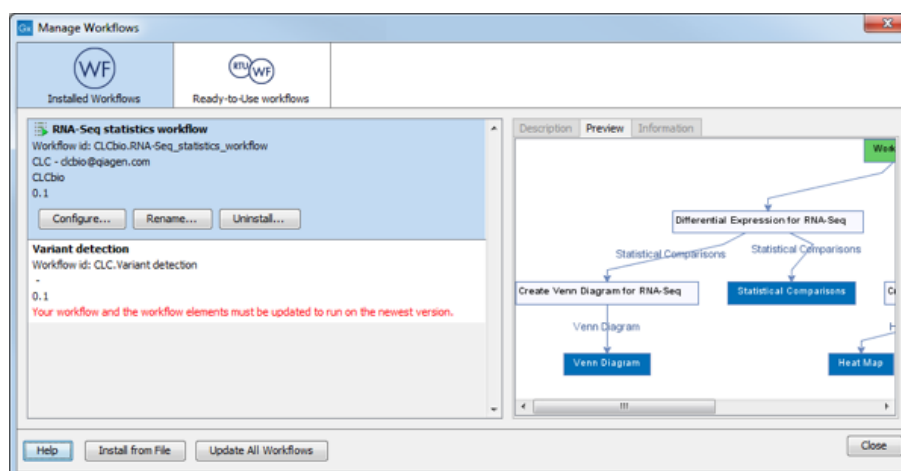 Manage Workflows
WF
RTU WF
Installed Workflows
Ready-to-Use workflows
RNA-Seq statistics workflow
Workflow id: CLCbio.RNA-Seq_statistics_workflow
CLC - clcbio@qiagen.com
CLCbio
0.1
Configure... Rename... Uninstall...
Variant detection
Workflow id: CLC.Variant detection
-
0.1
Your workflow and the workflow elements must be updated to run on the newest version.
Description Preview Information
Work
Differential Expression for RNA-Seq
Statistical Comparisons Statistical Comparisons
Create Venn Diagram for RNA-Seq Statistical Comparisons
Venn Diagram
Venn Diagram Heat Map
Help Install from File Update All Workflows Close